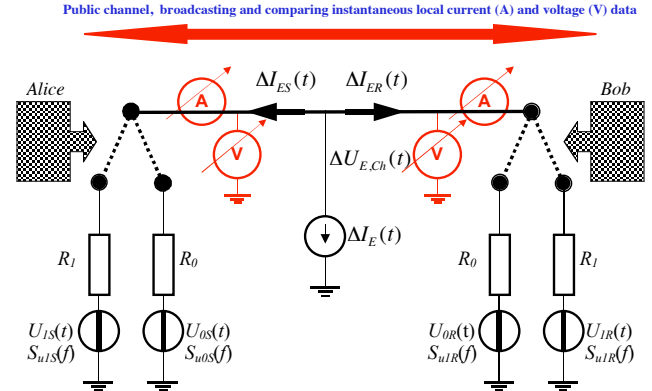 Public channel, broadcasting and comparing instantaneous local current (A) and voltage (V) data
Alice
ΔI_ES(t)
ΔI_ER(t)
Bob
A
A
V
ΔU_E,Ch(t)
V
ΔI_E(t)
R_1
R_0
R_0
R_1
U_1S(t)
S_u1S(f)
U_0S(t)
S_u0S(f)
U_0R(t)
S_u1R(f)
U_1R(t)
S_u1R(f)